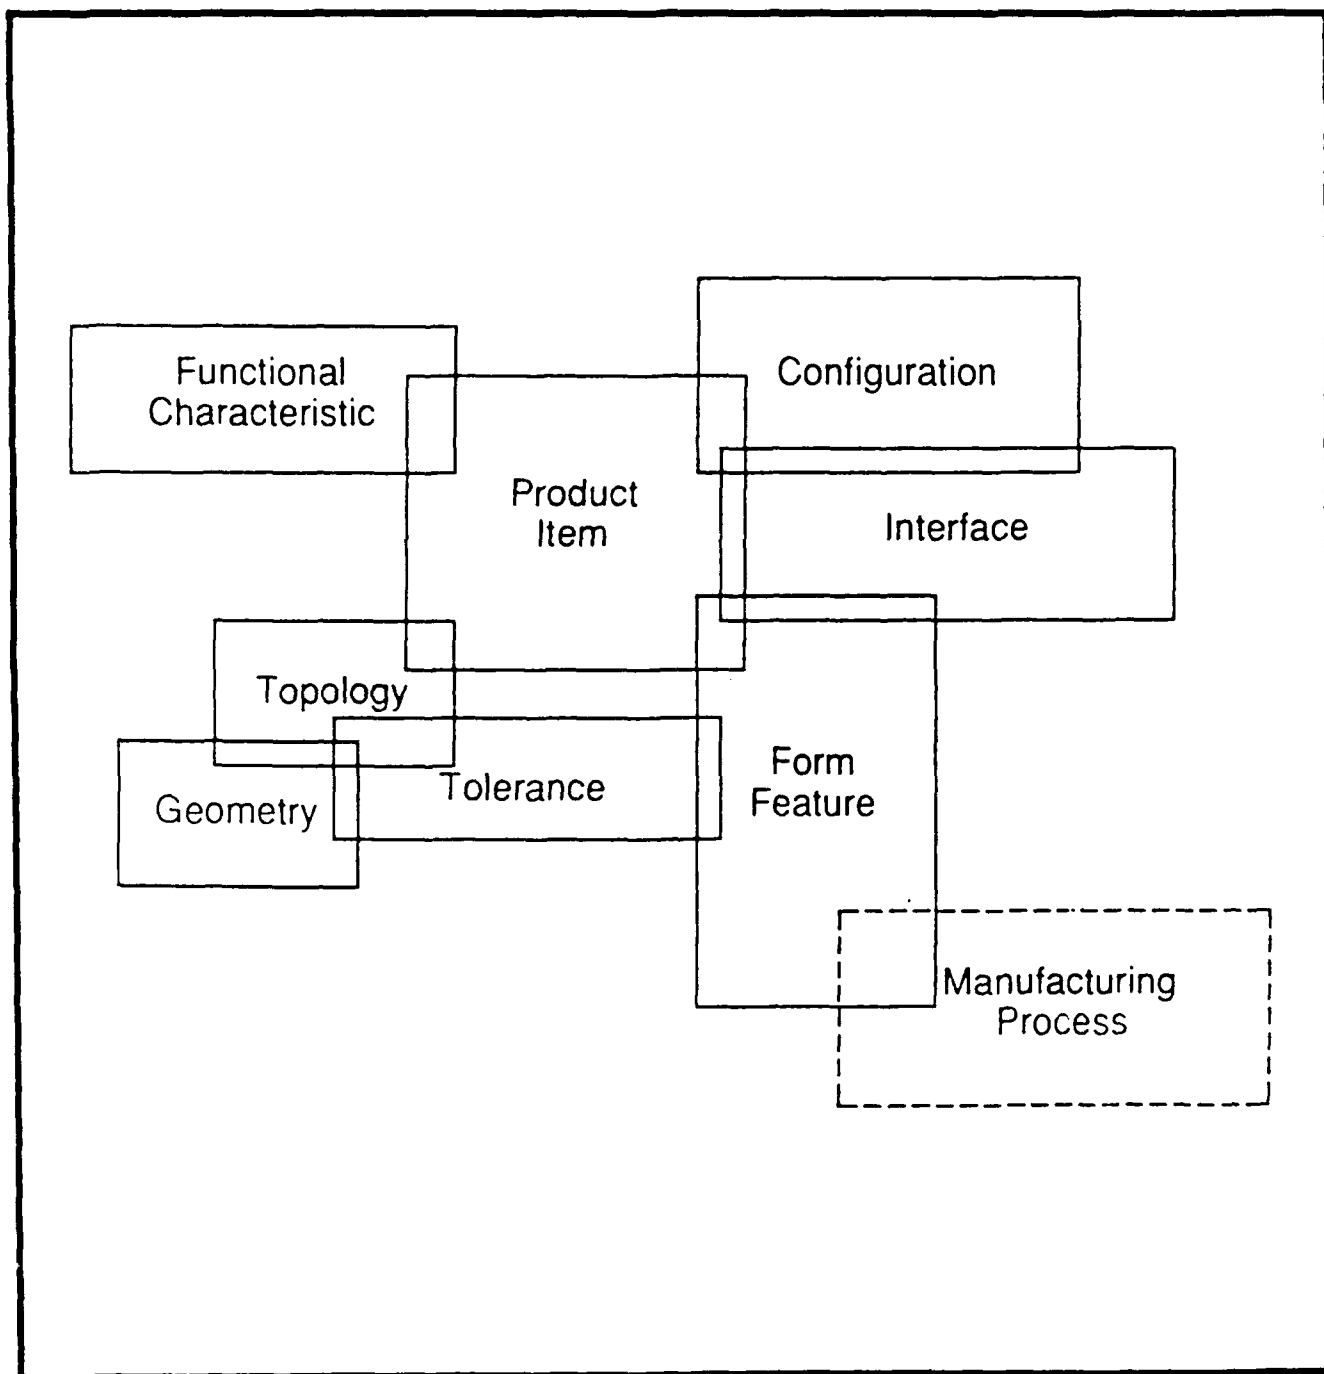 Functional
Characteristic
Configuration
Product
Item
Interface
Topology
Tolerance
Geometry
Form
Feature
Manufacturing
Process